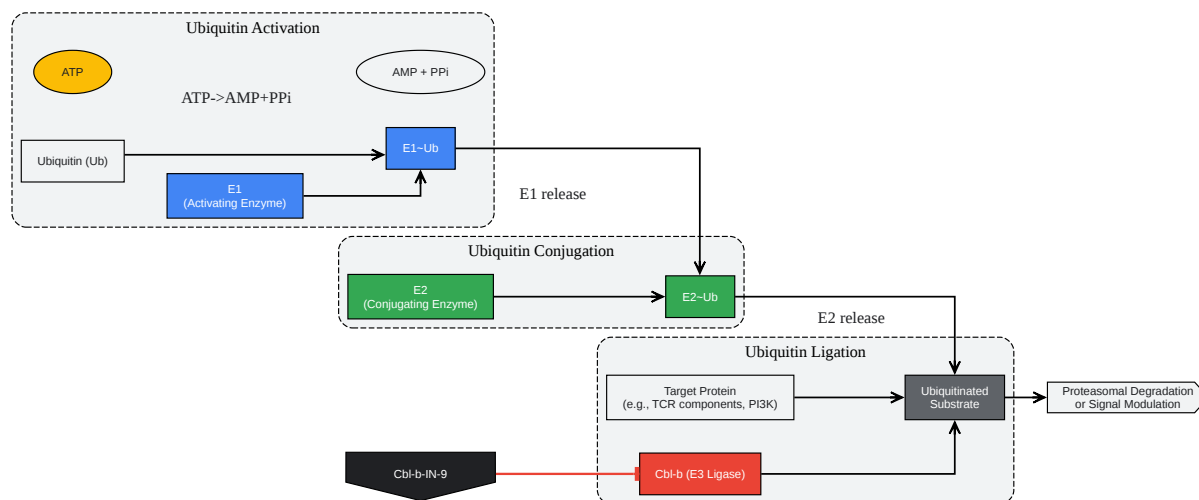 Ubiquitin Activation
ATP
AMP + PPi
ATP->AMP+PPi
Ubiquitin (Ub)
E1~Ub
E1
(Activating Enzyme)
E1 release
Ubiquitin Conjugation
E2
(Conjugating Enzyme)
E2~Ub
E2 release
Ubiquitin Ligation
Target Protein
(e.g., TCR components, PI3K)
Ubiquitinated
Substrate
Proteasomal Degradation
or Signal Modulation
Cbl-b-IN-9
Cbl-b (E3 Ligase)